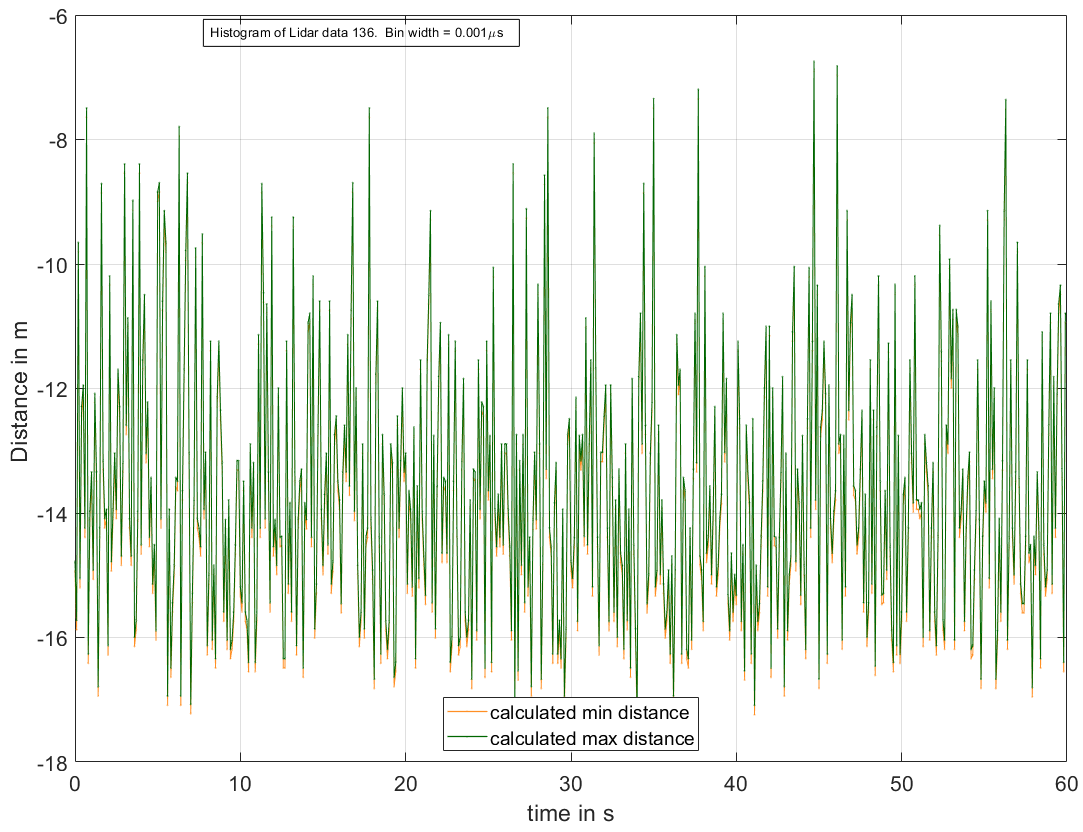 Histogram of Lidar data 136.  Bin width = 0.001μs
-6
-8
-10
-12
-14
-16
-18
Distance in m
calculated min distance
calculated max distance
0 10 20 30 40 50 60
time in s